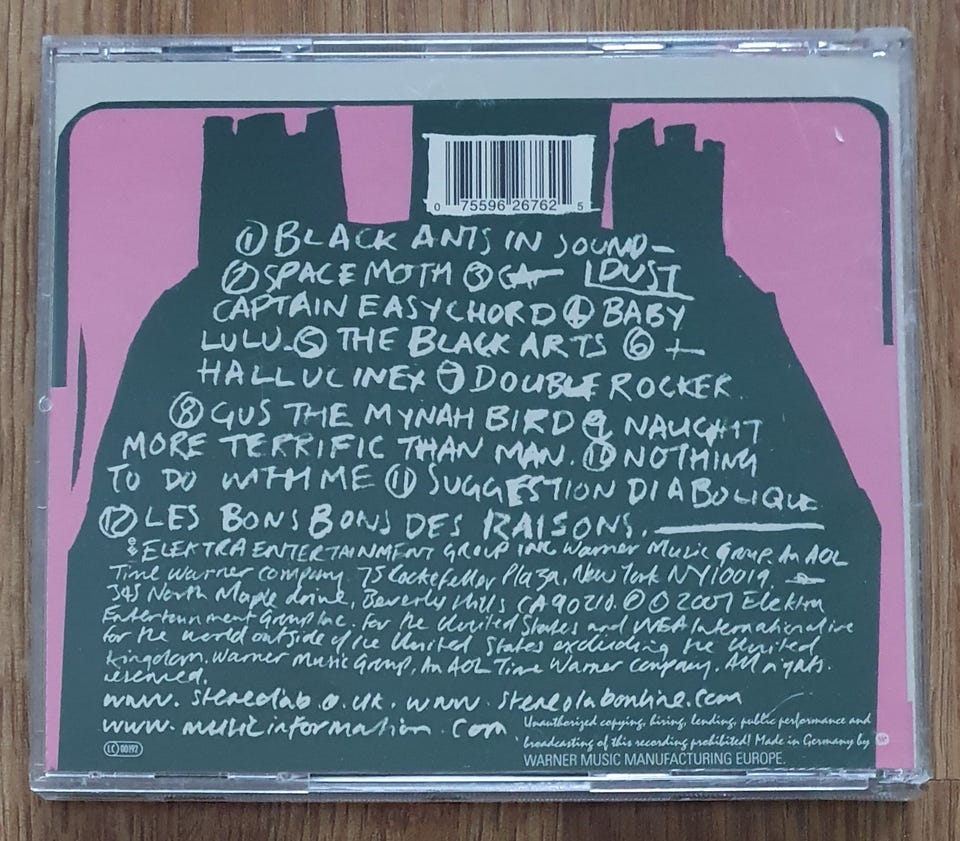 0 75596 26762 5
① BLACK ANTS IN SOUND-
② SPACE MOTH ③ DUST
CAPTAIN EASYCHORD ④ BABY
LULU. ⑤ THE BLACK ARTS ⑥
HALLUCINEX ⑦ DOUBLE ROCKER.
⑧ GUS THE MYNAH BIRD ⑨ NAUGHT
MORE TERRIFIC THAN MAN. ⑩ NOTHING
TO DO WITH ME ⑪ SUGGESTION DIABOLIQUE
⑫ LES BONS BONS DES RAISONS.
ELEKTRA ENTERTAINMENT GROUP INC Warner Music Group. An AOL
Time Warner company. 75 Rockefeller Plaza, New York NY10019.
345 North Maple drive, Beverly Hills CA 90210. ℗ © 2001 Elektra
Entertainment Group Inc. for the United States and WEA International inc
for the world outside of the United States excluding the United
Kingdom. Warner Music Group, An AOL Time Warner company. All rights
reserved.
www.stereolab.co.uk. www.stereolabonline.com
www.musicinformation.com.
Unauthorized copying, hiring, lending, public performance and
broadcasting of this recording prohibited! Made in Germany by
WARNER MUSIC MANUFACTURING EUROPE.
LC 00192